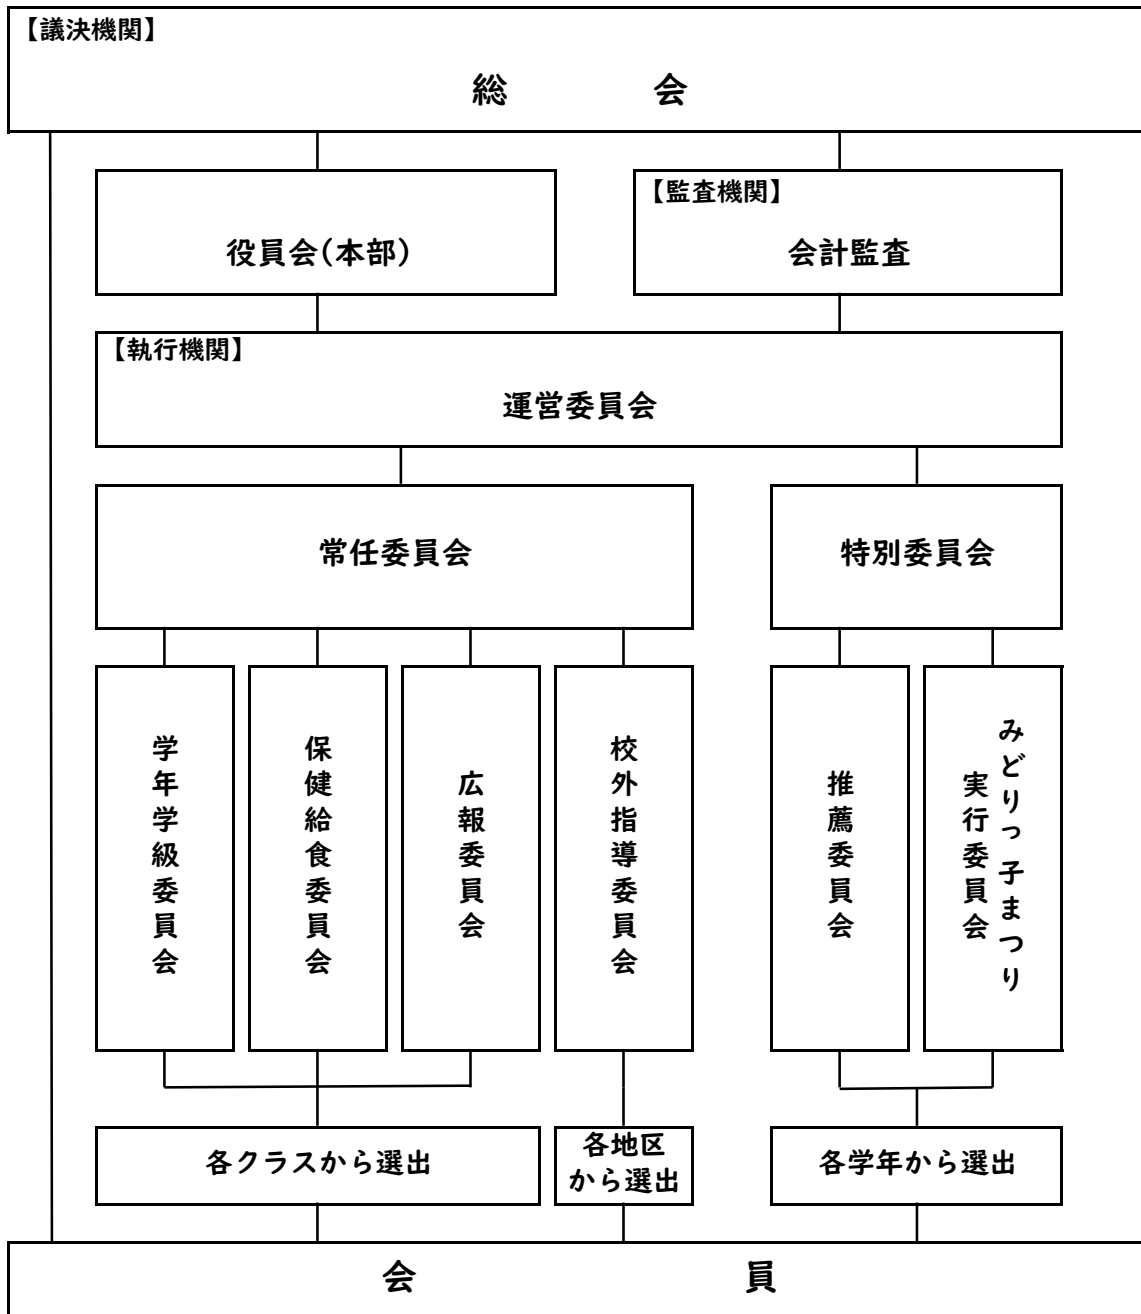 【議決機関】
総会
役員会(本部)
【監査機関】
会計監査
【執行機関】
運営委員会
常任委員会
特別委員会
学年学級委員会
保健給食委員会
広報委員会
校外指導委員会
推薦委員会
みどりっ子まつり
実行委員会
各クラスから選出
各地区
から選出
各学年から選出
会員